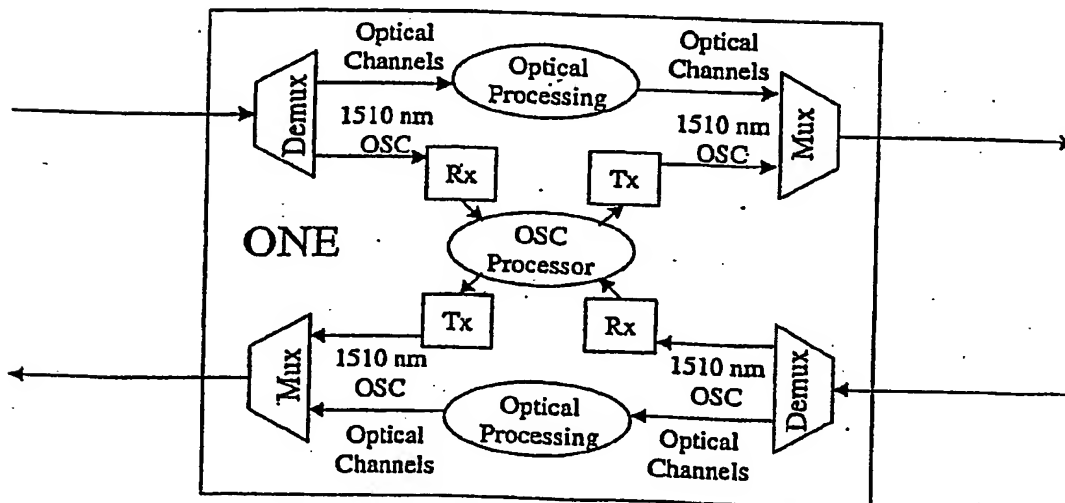 Optical
Channels
Optical
Processing
Optical
Channels
Demux
1510 nm
OSC
1510 nm
OSC
Mux
Rx
Tx
ONE
OSC
Processor
Tx
Rx
Mux
1510 nm
OSC
1510 nm
OSC
Demux
Optical
Processing
Optical
Channels
Optical
Channels